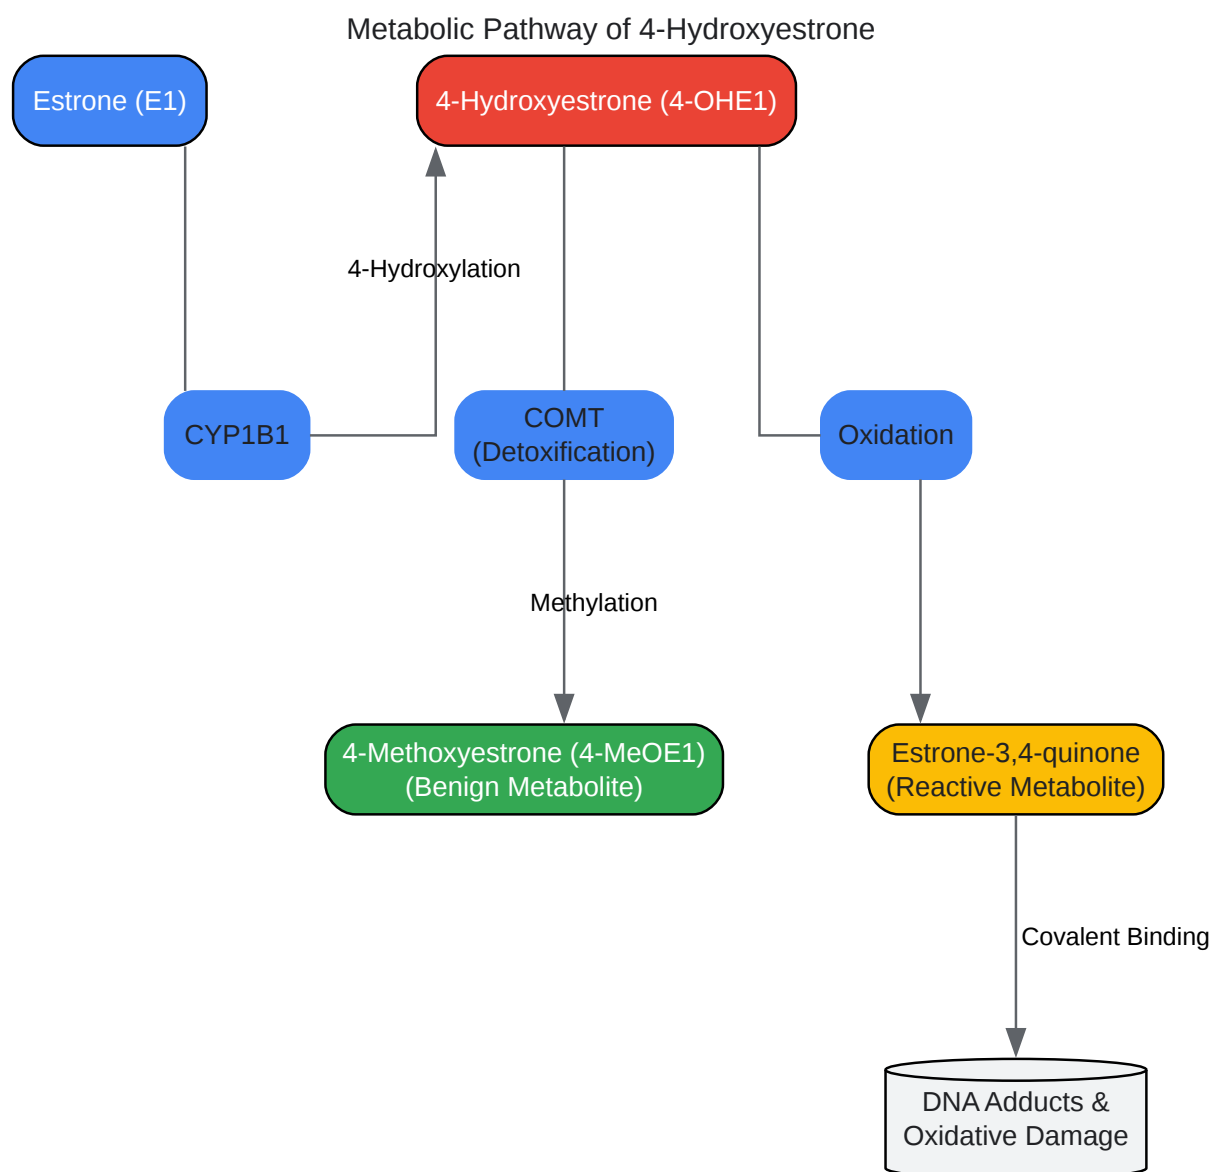 Metabolic Pathway of 4-Hydroxyestrone
Estrone (E1)
4-Hydroxyestrone (4-OHE1)
4-Hydroxylation
CYP1B1
COMT
(Detoxification)
Oxidation
Methylation
4-Methoxyestrone (4-MeOE1)
(Benign Metabolite)
Estrone-3,4-quinone
(Reactive Metabolite)
Covalent Binding
DNA Adducts &
Oxidative Damage